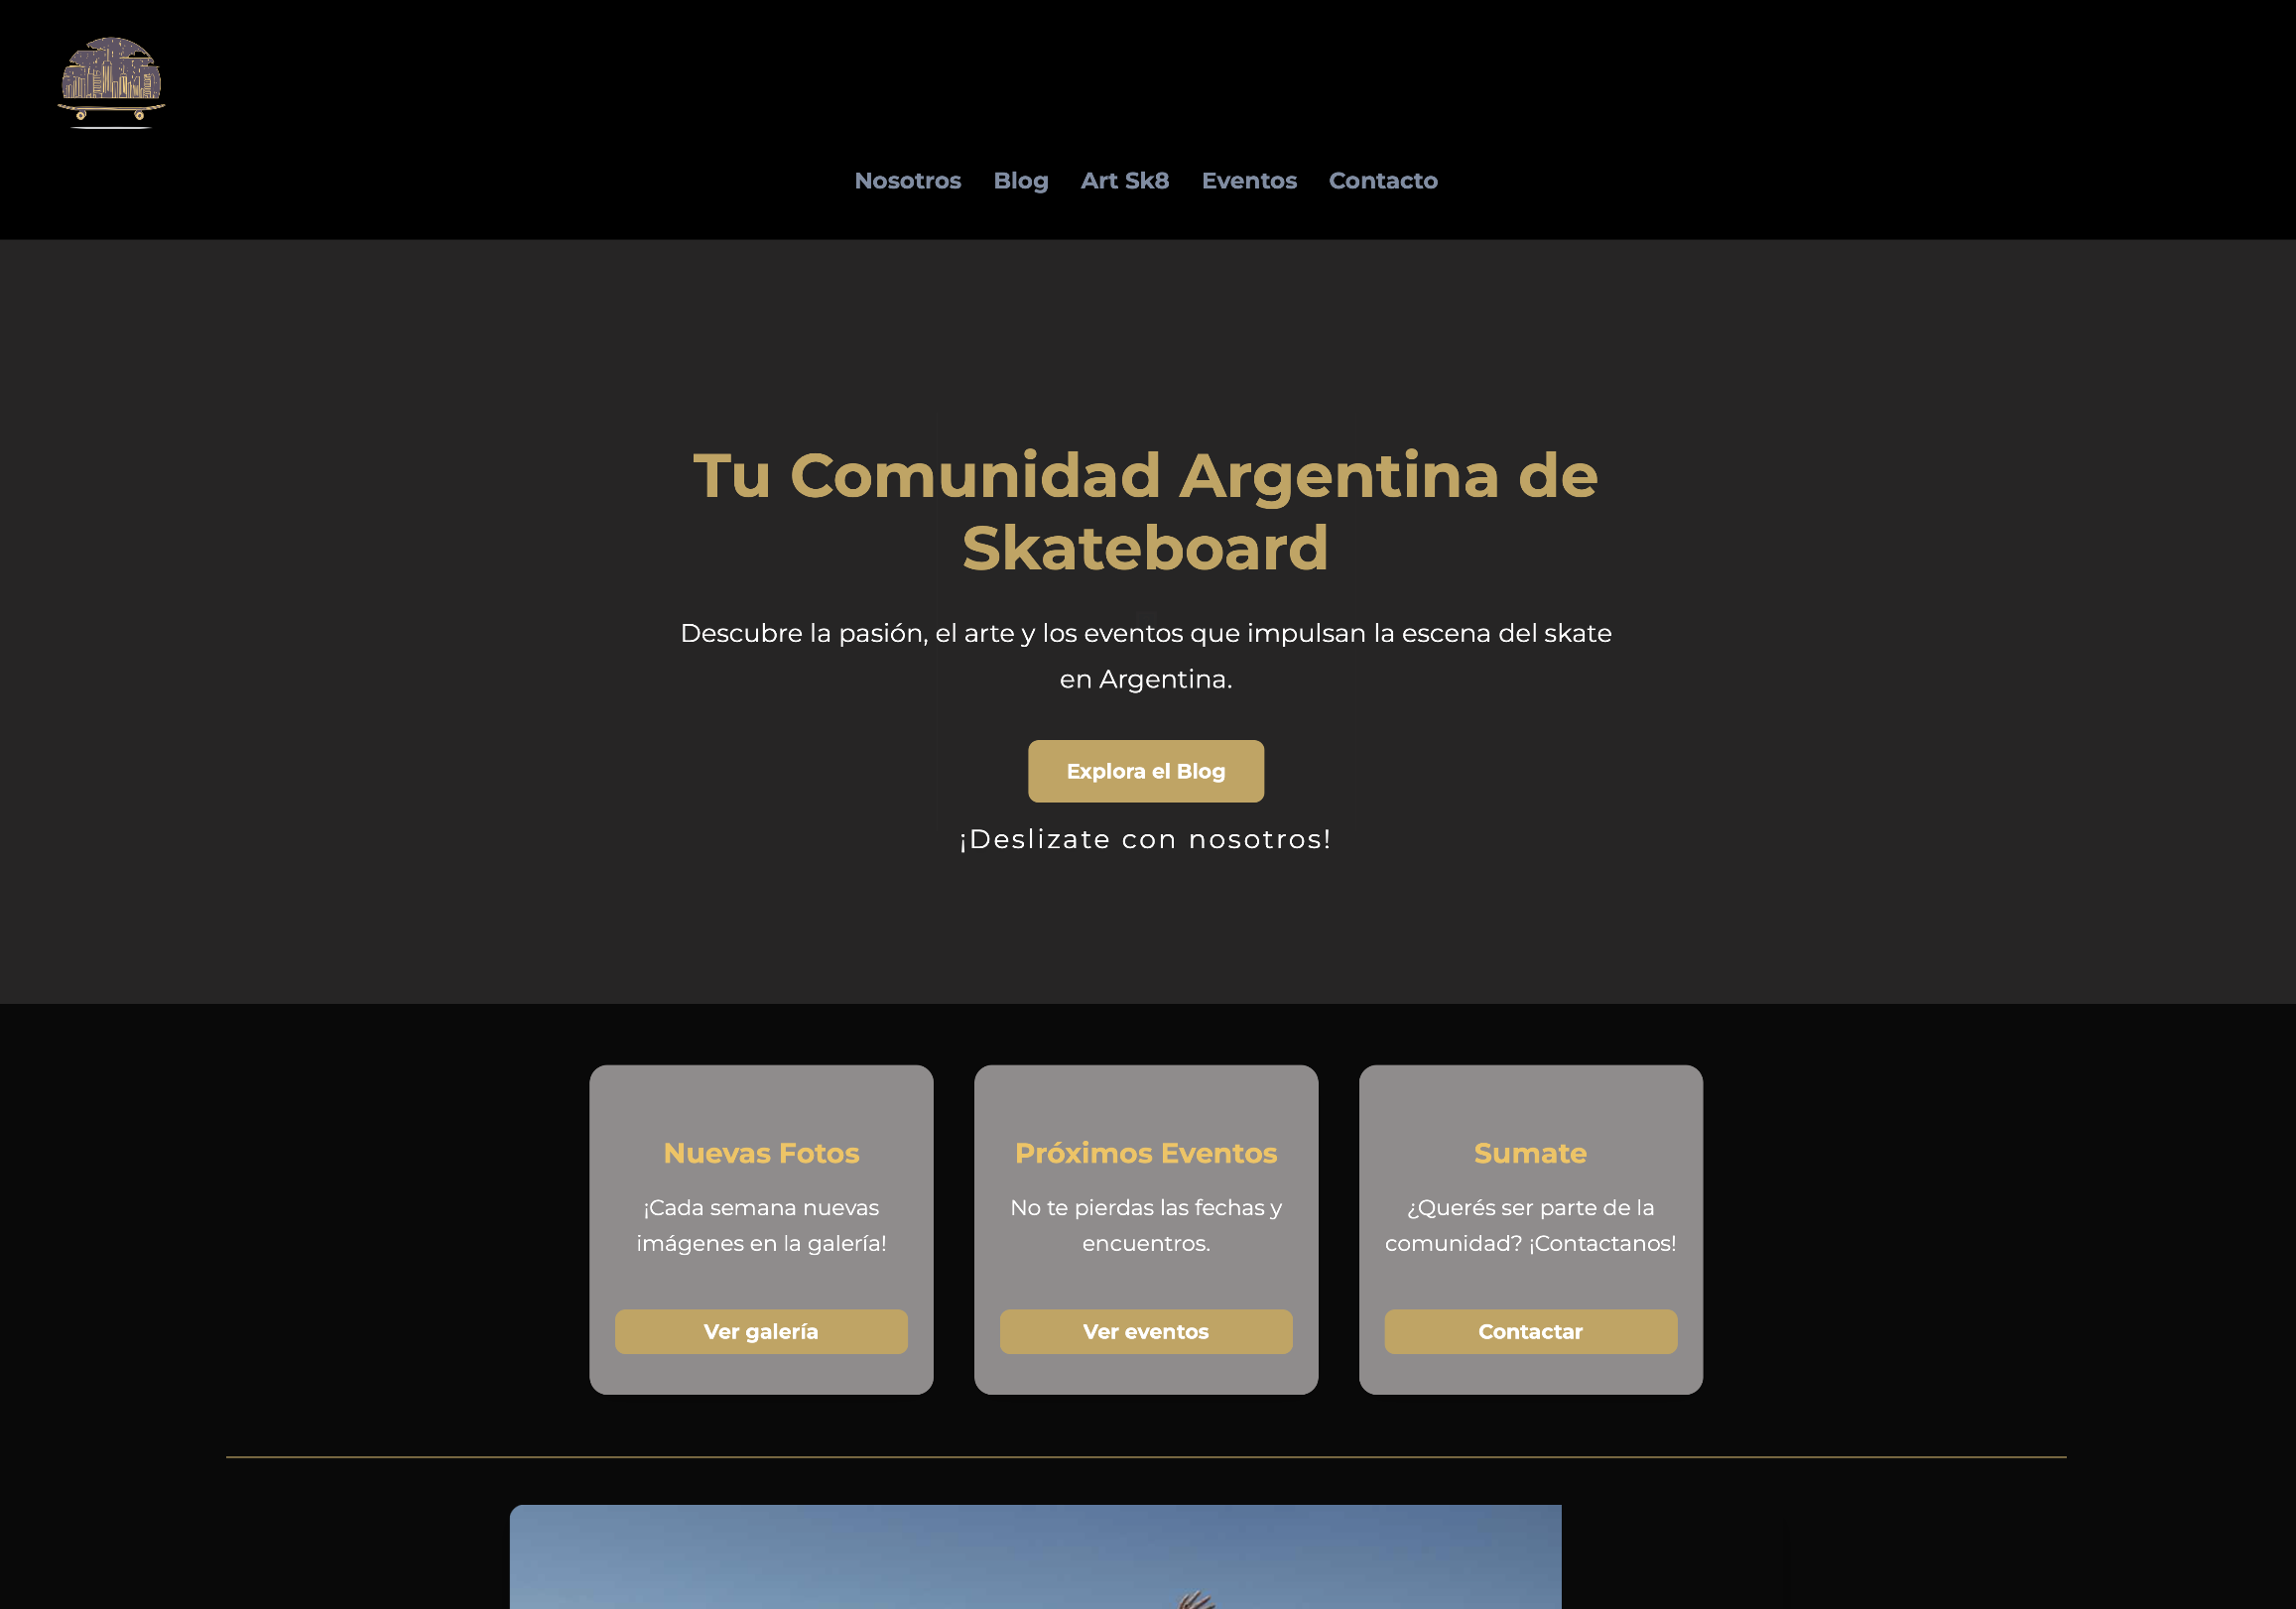 Nosotros Blog Art Sk8 Eventos Contacto
Tu Comunidad Argentina de
Skateboard
Descubre la pasión, el arte y los eventos que impulsan la escena del skate
en Argentina.
Explora el Blog
¡Deslizate con nosotros!
Nuevas Fotos
¡Cada semana nuevas
imágenes en la galería!
Ver galería
Próximos Eventos
No te pierdas las fechas y
encuentros.
Ver eventos
Sumate
¿Querés ser parte de la
comunidad? ¡Contactanos!
Contactar